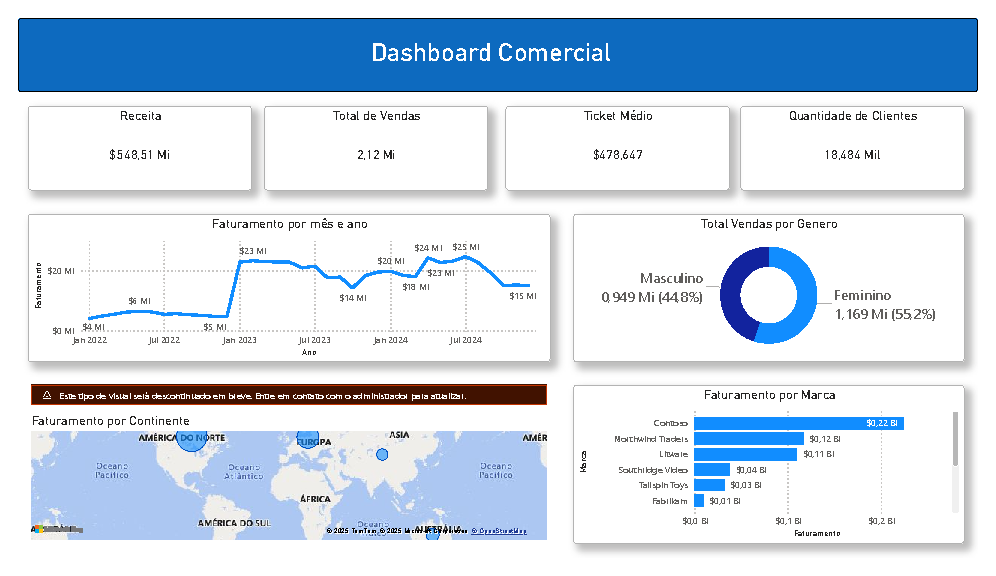 Dashboard Comercial
Receita
$548,51 Mi
Total de Vendas
2,12 Mi
Ticket Médio
$478,647
Quantidade de Clientes
18,484 Mil
Faturamento por mês e ano
Faturamento
$20 Mi
$0 Mi
$4 Mi
$6 Mi
$5 Mi
$23 Mi
$14 Mi
$20 Mi
$18 Mi
$24 Mi
$23 Mi
$25 Mi
$15 Mi
Jan 2022
Jul 2022
Jan 2023
Jul 2023
Jan 2024
Jul 2024
Ano
Total Vendas por Genero
Masculino
0,949 Mi (44,8%)
Feminino
1,169 Mi (55,2%)
Este tipo de visual será descontinuado em breve. Entre em contato com o administrador para atualizar.
Faturamento por Continente
AMÉRICA DO NORTE
EUROPA
ÁSIA
AMÉR
Oceano
Pacífico
Oceano
Atlântico
Oceano
Pacífico
ÁFRICA
AMÉRICA DO SUL
Oceano
AUSTRÁLIA
© 2025 TomTom, © 2025 Microsoft Corporation, © OpenStreetMap
Faturamento por Marca
Marca
Contoso
$0,22 Bi
Northwind Traders
$0,12 Bi
Litware
$0,11 Bi
Southridge Video
$0,04 Bi
Tailspin Toys
$0,03 Bi
Fabrikam
$0,01 Bi
$0,0 Bi
$0,1 Bi
$0,2 Bi
Faturamento